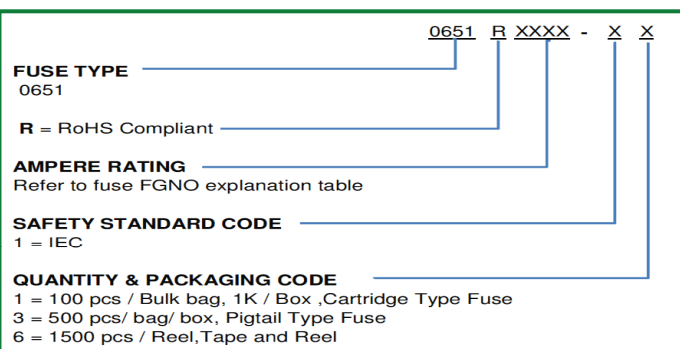 0651 R XXXX - X X
FUSE TYPE
0651
R = RoHS Compliant
AMPERE RATING
Refer to fuse FGNO explanation table
SAFETY STANDARD CODE
1 = IEC
QUANTITY & PACKAGING CODE
1 = 100 pcs / Bulk bag, 1K / Box ,Cartridge Type Fuse
3 = 500 pcs/ bag/ box, Pigtail Type Fuse
6 = 1500 pcs / Reel,Tape and Reel